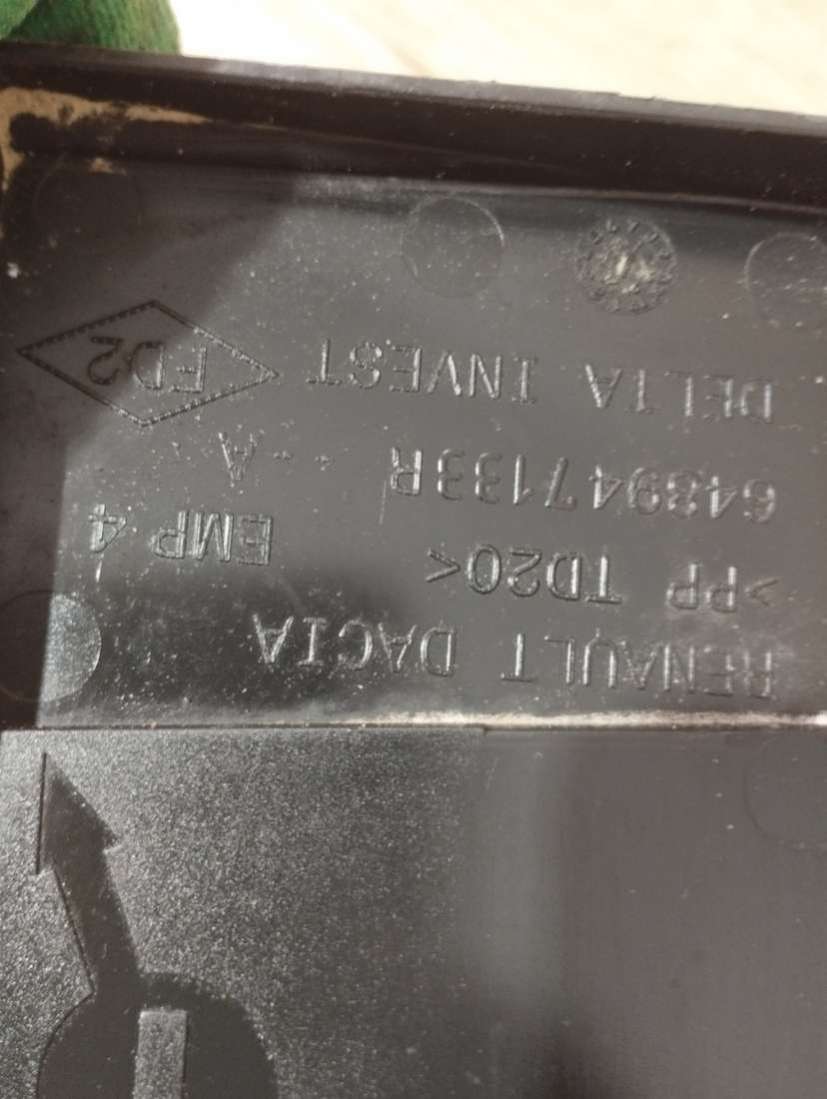 RENAULT DACIA
>PP TD20< EMP 4
648947133R ..A.
DELTA INVEST FD2